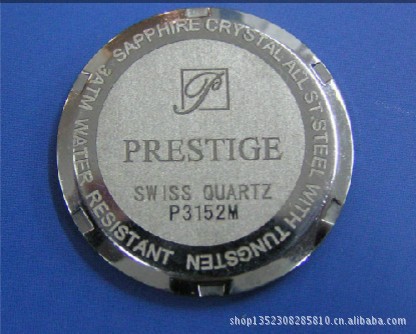 3ATM WATER RESISTANT SAPPHIRE CRYSTAL ALL ST.STEEL WITH TUNGSTEN
P
PRESTIGE
SWISS QUARTZ
P3152M
shop1352308285810.cn.alibaba.com